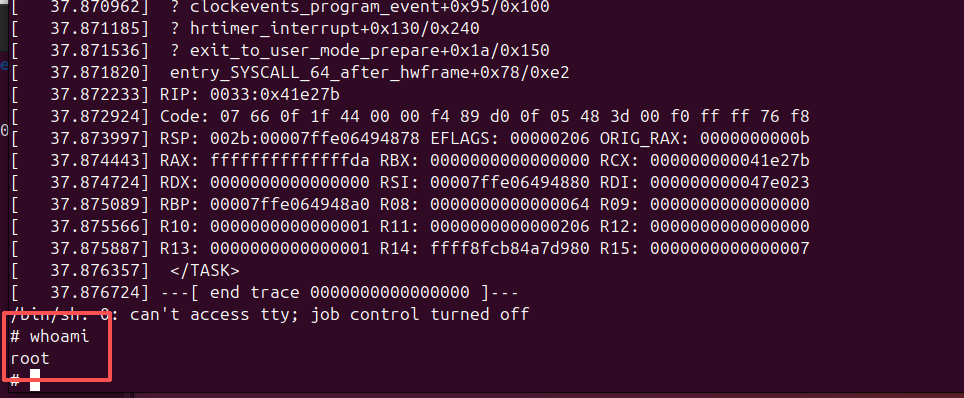 [   37.870962]  ? clockevents_program_event+0x95/0x100
[   37.871185]  ? hrtimer_interrupt+0x130/0x240
[   37.871536]  ? exit_to_user_mode_prepare+0x1a/0x150
[   37.871820]  entry_SYSCALL_64_after_hwframe+0x78/0xe2
[   37.872233] RIP: 0033:0x41e27b
[   37.872924] Code: 07 66 0f 1f 44 00 00 f4 89 d0 0f 05 48 3d 00 f0 ff ff 76 f8
[   37.873997] RSP: 002b:00007ffe06494878 EFLAGS: 00000206 ORIG_RAX: 000000000b
[   37.874443] RAX: ffffffffffffffda RBX: 0000000000000000 RCX: 000000000041e27b
[   37.874724] RDX: 0000000000000000 RSI: 00007ffe06494880 RDI: 000000000047e023
[   37.875089] RBP: 00007ffe064948a0 R08: 0000000000000064 R09: 0000000000000000
[   37.875566] R10: 0000000000000001 R11: 0000000000000206 R12: 0000000000000000
[   37.875887] R13: 0000000000000001 R14: ffff8fcb84a7d980 R15: 0000000000000007
[   37.876357]  </TASK>
[   37.876724] ---[ end trace 0000000000000000 ]---
/bin/sh: 0: can't access tty; job control turned off
# whoami
root
#